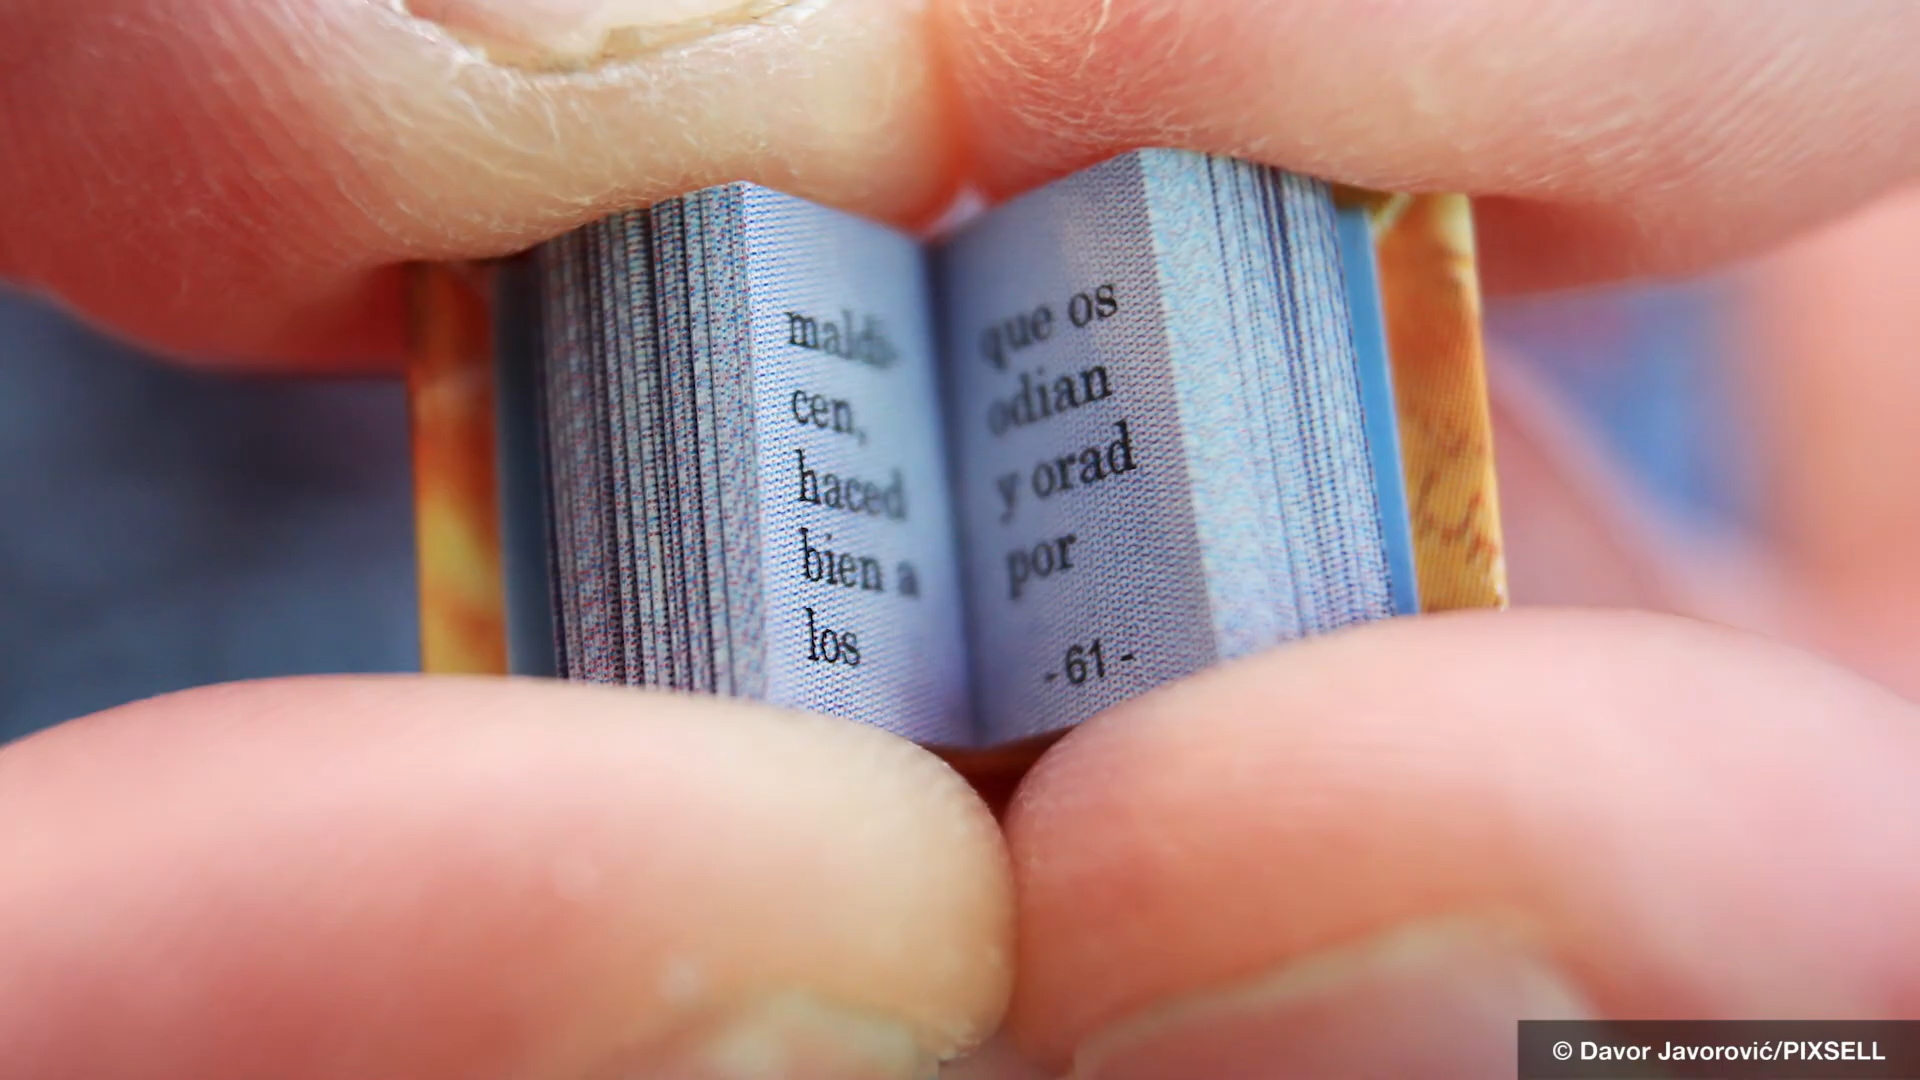 maldi-
cen,
haced
bien a
los
que os
odian
y orad
por
- 61 -
© Davor Javorović/PIXSELL